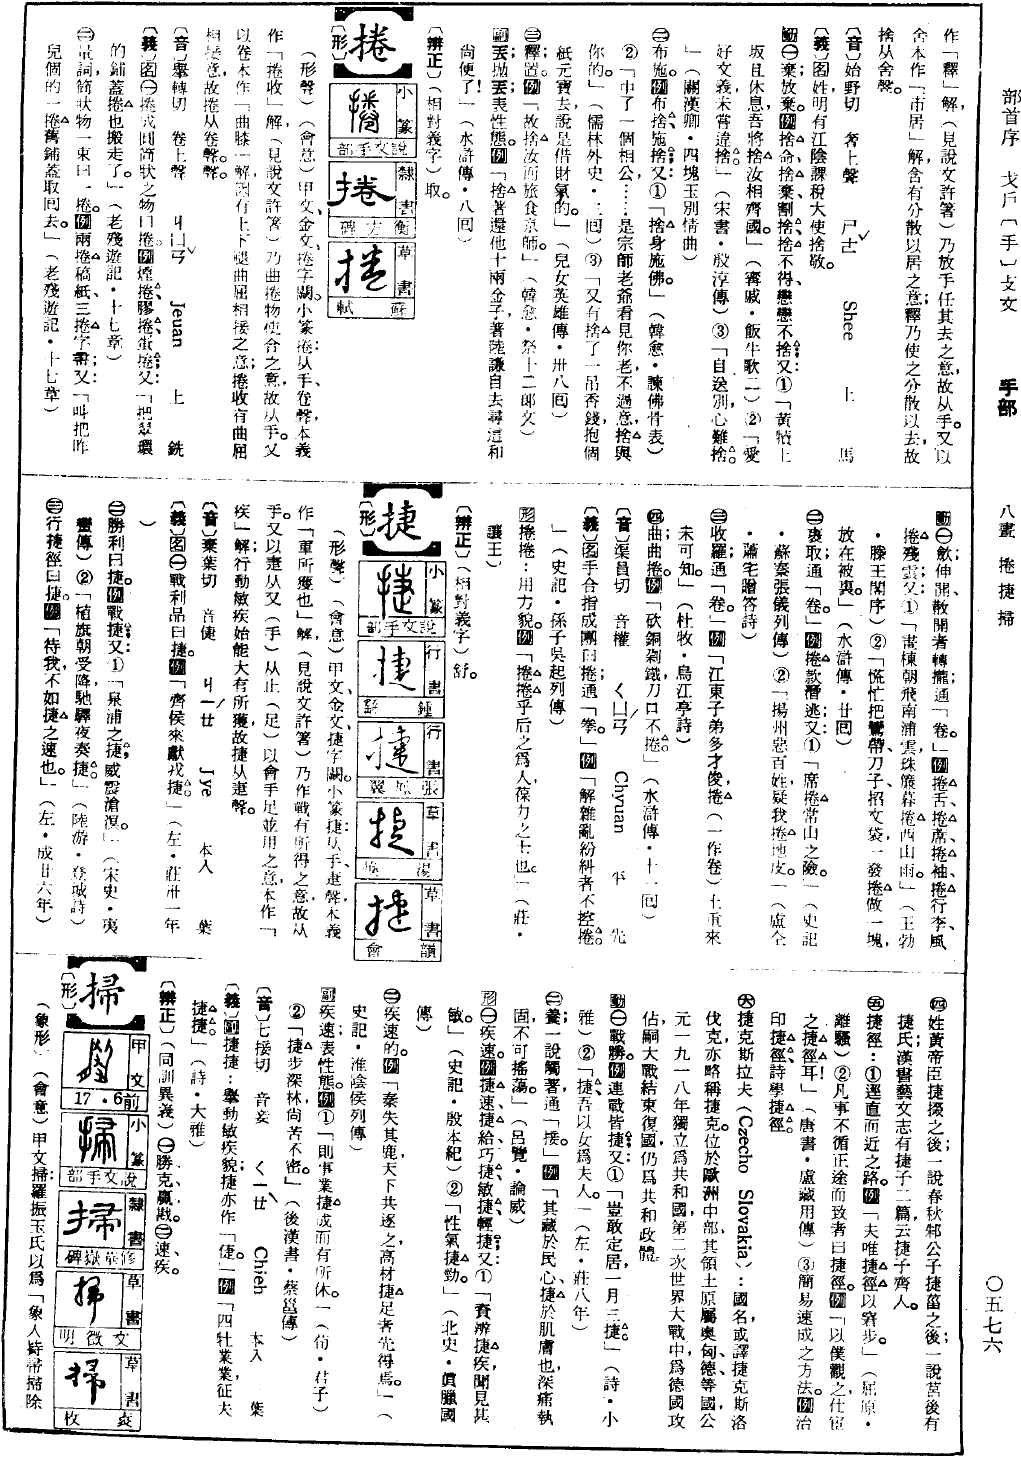 部首序　戈戶〔手〕支攴　　手部　　八畫　捲捷掃　　〇五七六
作「釋」解，（見說文許箸）乃放手任其去之意，故从手。又以
舍本作「市居」解，含有分散以居之意；釋乃使之分散以去，故
捨从舍聲。
〔音〕始野切　奢上聲　ㄕㄜˇ　Shee　上　馬
〔義〕名姓，明有江陰課稅大使捨敬。
動㊀棄放棄。例捨命、捨棄、割捨、捨不得、戀戀不捨；又：①「黃犢上
坂且休息，吾將捨汝相齊國。」（甯戚・飯牛歌二）②「愛
好文義，未嘗違捨。」（宋書・殷淳傳）③「自送別，心難捨。
」（關漢卿・四塊玉別情曲）
㊁布施。例布捨、施捨；又：①「捨身施佛。」（韓愈・諫佛骨表）
②「中了一個相公……是宗師老爺看見你老不過意，捨與
你的。」（儒林外史・三回）③「又有捨了一吊香錢，抱個
紙元寶去，說是借財氣的。」（兒女英雄傳・卅八回）
㊂釋；置。例「故捨汝而旅食京師。」（韓愈・祭十二郎文）
副丟；拋丟；表性態。例「捨著還他十兩金子，著陸謙自去尋這和
尚便了！」（水滸傳・八回）
〔辨正〕（相對義字）取。
捲
〔形〕
小篆　說文手部
隸書　衡方碑
草書　蘇軾
（形聲）（會意）甲文、金文捲字闕。小篆捲：从手、卷聲，本義
作「捲收」解，（見說文許箸）乃曲捲物使合之意，故从手。又
以卷本作「曲膝」解，因有上下腿曲屈相接之意；捲收有曲屈
相接意，故捲从卷聲。
〔音〕舉轉切　卷上聲　ㄐㄩㄢˇ　Jeuan　上　銑
〔義〕名㊀捲成圓筒狀之物曰捲。例煙捲、膠捲、蛋捲；又：「把翠環
的鋪蓋捲也搬走了。」（老殘遊記・十七章）
㊁量詞，筒狀物一束曰一捲。例兩捲稿紙、三捲字畫；又：「叫把昨
兒個的一捲舊鋪蓋取回去。」（老殘遊記・十七章）
動㊀斂伸開散開者轉攏，通「卷。」例捲舌、捲蓆、捲袖、捲行李、風
捲殘雲；又：①「畫棟朝飛南浦雲，珠簾暮捲西山雨。」（王勃
・滕王閣序）②「慌忙把鸞帶、刀子、招文袋，一發捲做一塊，
放在被裏。」（水滸傳・廿回）
㊁裹取，通「卷。」例捲款潛逃；又：①「席捲常山之險。」（史記
・蘇秦張儀列傳）②「揚州惡百姓，疑我捲地皮。」（盧仝
・蕭宅贈答詩）
㊂收羅，通「卷。」例「江東子弟多才俊，捲（一作卷）土重來
未可知。」（杜牧・烏江亭詩）
㊃曲；曲捲。例「砍銅剁鐵，刀口不捲。」（水滸傳・十一回）
〔音〕渠員切　音權　ㄑㄩㄢˊ　Chyuan　平　先
〔義〕名手合指成團曰捲，通「拳。」例「解雜亂紛糾者不控捲。
」（史記・孫子吳起列傳）
形捲捲：用力貌。例「捲捲乎后之為人，葆力之士也。」（莊・
讓王）
〔辨正〕（相對義字）舒。
捷
〔形〕
小篆　說文手部
行書　鍾繇
行書　張鳳翼
草書
草書　韻會
（形聲）（會意）甲文、金文捷字闕。小篆捷：从手、疌聲，本義
作「軍所獲也」解，（見說文許箸）乃作戰有所得之意，故从
手。又以疌从又（手）从止（足）以會手足並用之意，本作「
疾」解；行動敏疾始能大有所獲，故捷从疌聲。
〔音〕棄葉切　音倢　ㄐㄧㄝˊ　Jye　本入　葉
〔義〕名㊀戰利品曰捷。例「齊侯來獻戎捷。」（左・莊卅一年
）
㊁勝利曰捷。例戰捷；又：①「泉浦之捷，威震滄溟。」（宋史・夷
蠻傳）②「植旗朝受降，馳驛夜奏捷。」（陸游・登城詩）
㊂行捷徑曰捷。例「待我，不如捷之速也。」（左・成廿六年）
㊃姓，黃帝臣捷掇之後；一說春秋邾公子捷菑之後；一說莒後有
捷氏；漢書藝文志有捷子二篇，云捷子，齊人。
㊄捷徑：①逕直而近之路。例「夫唯捷徑以窘步。」（屈原・
離騷）②凡事不循正途而致者曰捷徑。例「以僕觀之，仕宦
之捷徑耳！」（唐書・盧藏用傳）③簡易速成之方法。例治
印捷徑、詩學捷徑。
㊅捷克斯拉夫（Czecho Slovakia）：國名，或譯捷克斯洛
伐克，亦略稱捷克。位於歐洲中部，其領土原屬奧匈德等國，公
元一九一八年獨立為共和國，第二次世界大戰中為德國攻
佔，嗣大戰結束復國，仍為共和政體。
動㊀戰勝。例連戰皆捷；又：①「豈敢定居，一月三捷。」（詩・小
雅）②「捷，吾以女為夫人。」（左・莊八年）
㊁養；一說觸著，通「接。」例「其藏於民心，捷於肌膚也，深痛執
固，不可搖蕩。」（呂覽・論威）
形㊀疾速。例捷速、捷給、巧捷、敏捷、輕捷；又：①「資辨捷疾，聞見甚
敏。」（史記・殷本紀）②「性氣捷勁。」（北史・真臘國
傳）
㊁疾速的。例「秦失其鹿，天下共逐之，高材捷足者先得焉。」（
史記・淮陰侯列傳）
副疾速；表性態。例①「則事業捷成而有所休。」（荀・君子）
②「捷步深林，尚苦不密。」（後漢書・蔡邕傳）
〔音〕七接切　音妾　ㄑㄧㄝˋ　Chieh　本入　葉
〔義〕形捷捷：舉動敏疾貌，捷亦作「倢。」例「四牡業業，征夫
捷捷。」（詩・大雅）
〔辨正〕（同訓異義）㊀勝、克、贏、戡。㊁速、疾。
掃
〔形〕
甲文　前6・17
小篆　說文手部
隸書　修華嶽碑
草書　文徵明
草書　枚
（象形）（會意）甲文掃：羅振玉氏以為「象人持帚掃除